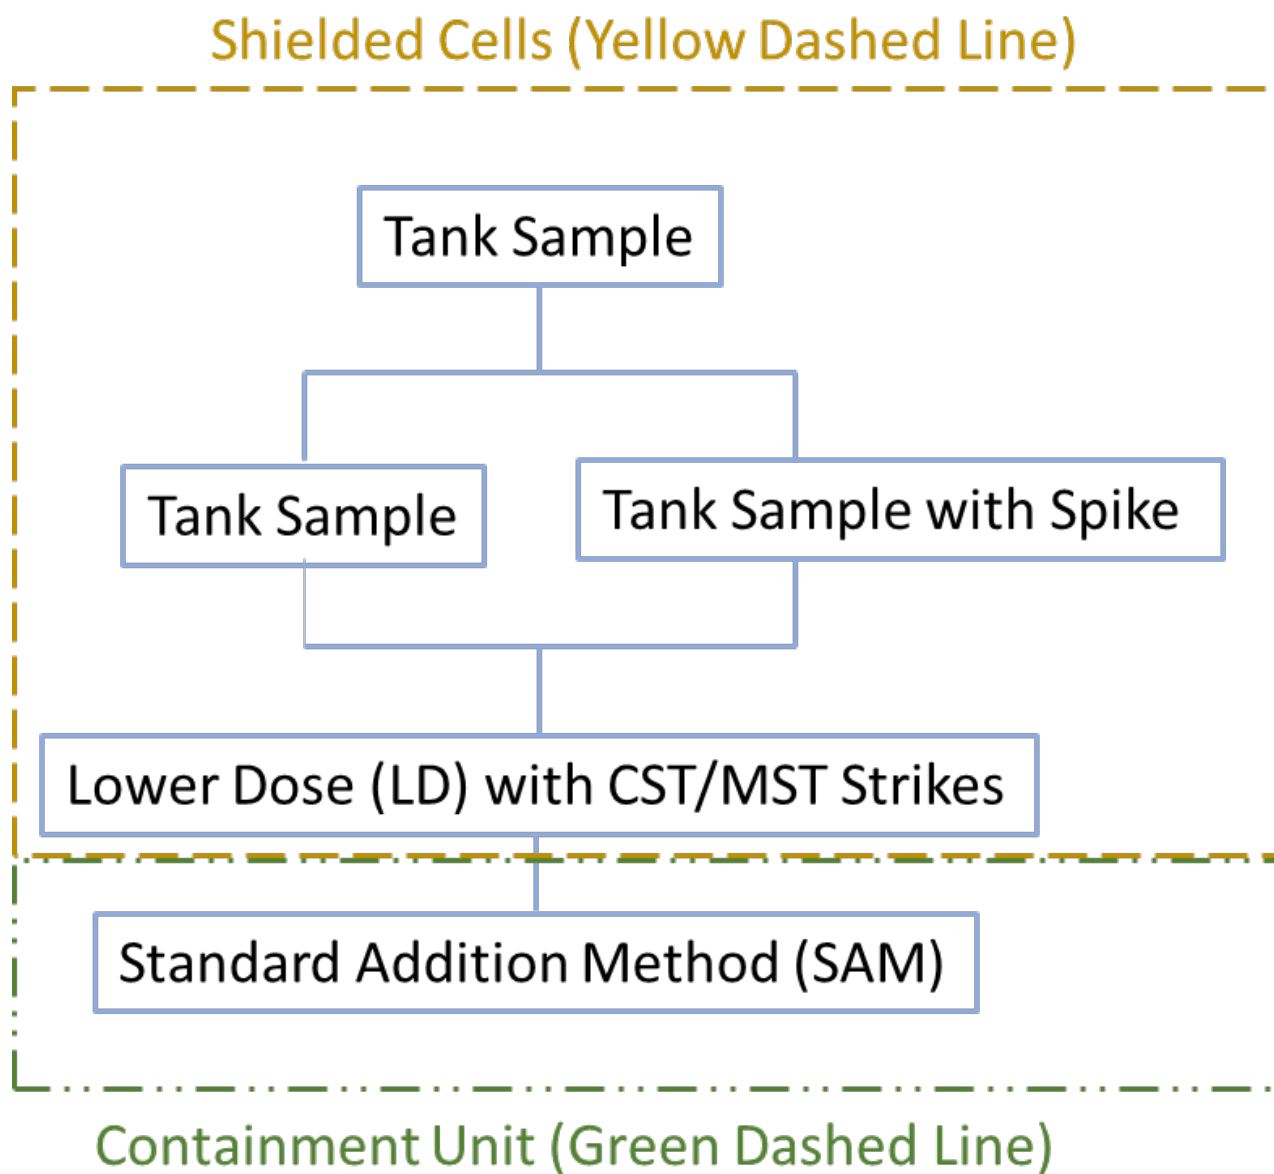 Shielded Cells (Yellow Dashed Line)
Tank Sample
Tank Sample
Tank Sample with Spike
Lower Dose (LD) with CST/MST Strikes
Standard Addition Method (SAM)
Containment Unit (Green Dashed Line)